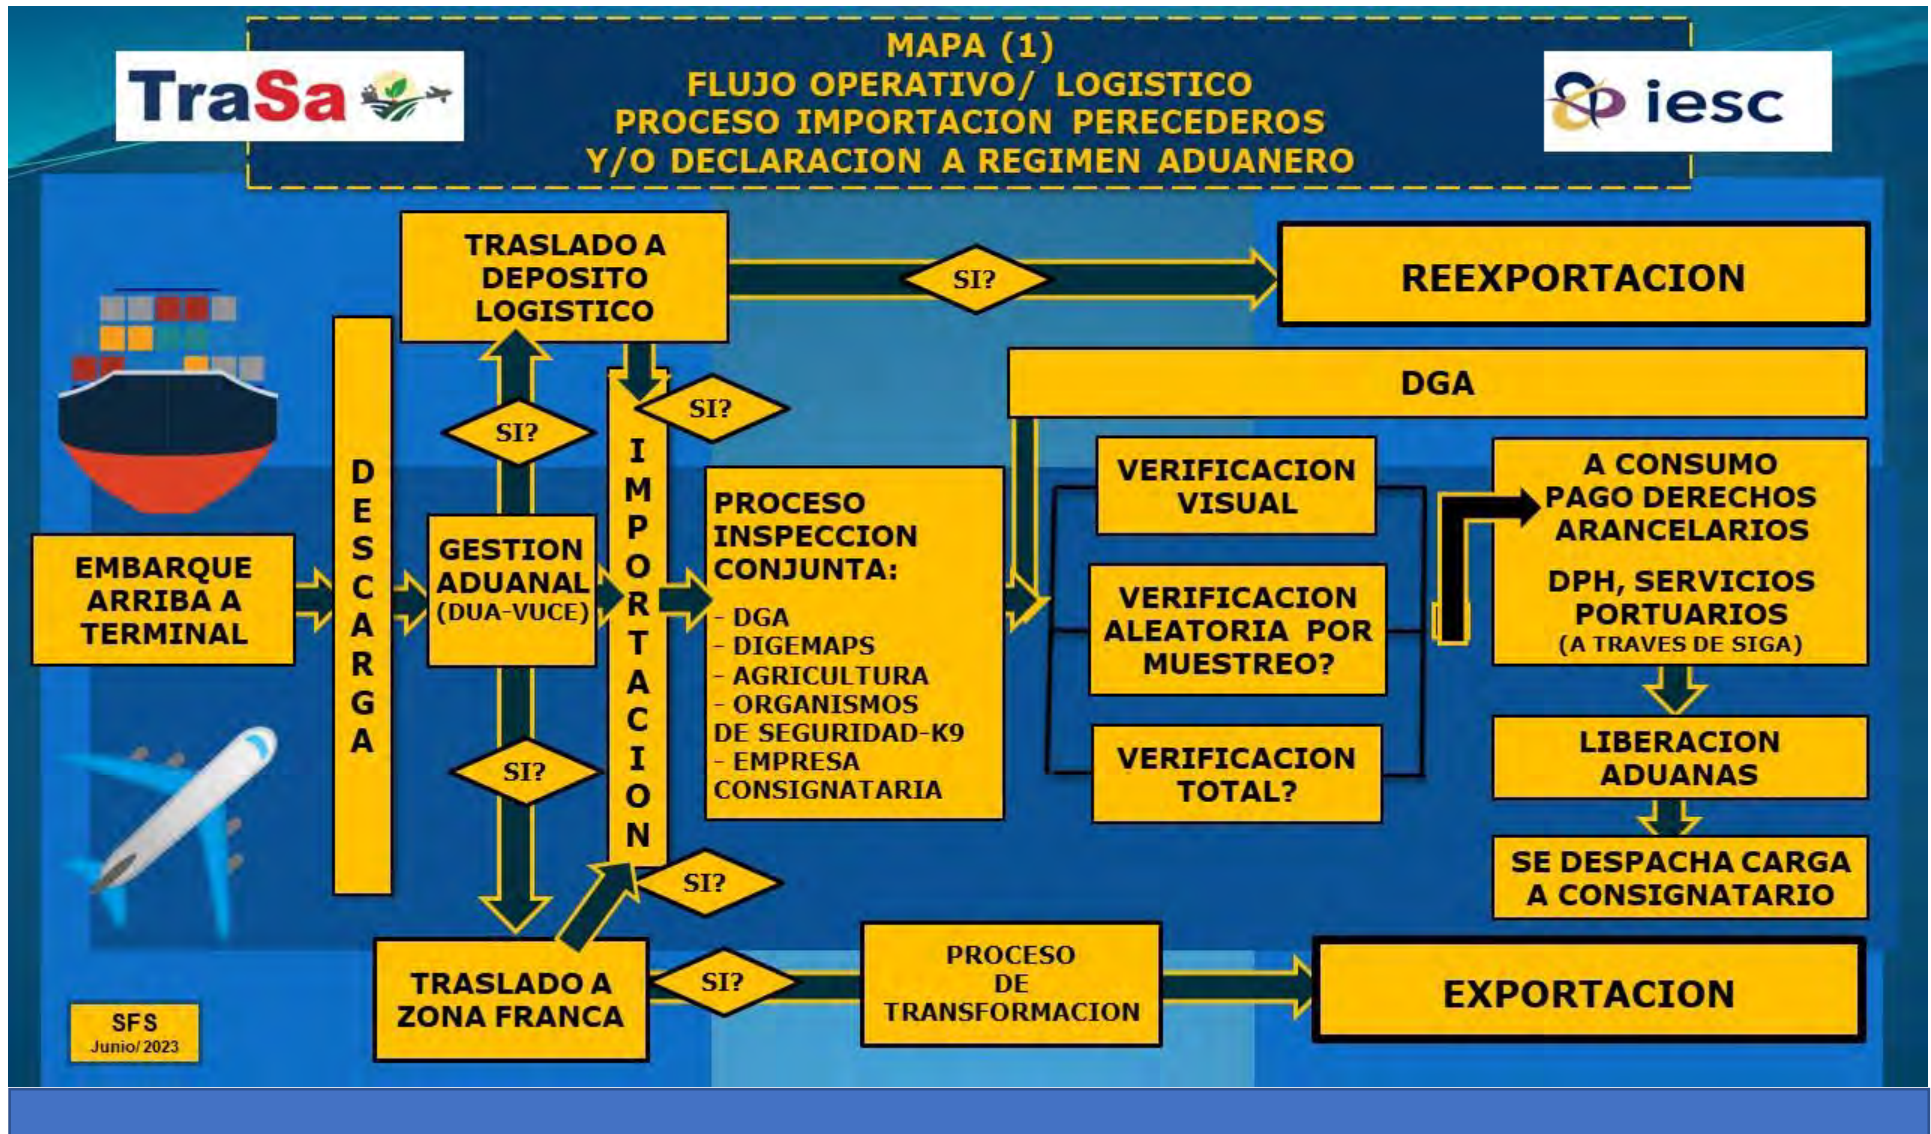 MAPA (1)
FLUJO OPERATIVO/ LOGISTICO
PROCESO IMPORTACION PERECEDEROS
Y/O DECLARACION A REGIMEN ADUANERO
TraSa
iesc
TRASLADO A
DEPOSITO
LOGISTICO
SI?
REEXPORTACION
SI?
SI?
DGA
EMBARQUE
ARRIBA A
TERMINAL
D
E
S
C
A
R
G
A
GESTION
ADUANAL
(DUA-VUCE)
I
M
P
O
R
T
A
C
I
O
N
PROCESO
INSPECCION
CONJUNTA:
- DGA
- DIGEMAPS
- AGRICULTURA
- ORGANISMOS
DE SEGURIDAD-K9
- EMPRESA
CONSIGNATARIA
VERIFICACION
VISUAL
VERIFICACION
ALEATORIA POR
MUESTREO?
VERIFICACION
TOTAL?
A CONSUMO
PAGO DERECHOS
ARANCELARIOS
DPH, SERVICIOS
PORTUARIOS
(A TRAVES DE SIGA)
LIBERACION
ADUANAS
SE DESPACHA CARGA
A CONSIGNATARIO
SI?
SI?
TRASLADO A
ZONA FRANCA
SI?
PROCESO
DE
TRANSFORMACION
EXPORTACION
SFS
Junio/2023